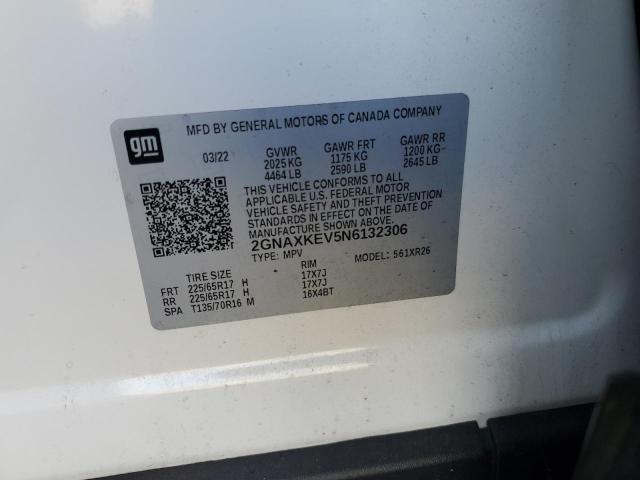 MFD BY GENERAL MOTORS OF CANADA COMPANY
gm
03/22 GVWR GAWR FRT GAWR RR
2025 KG 1175 KG 1200 KG
4464 LB 2590 LB 2645 LB
THIS VEHICLE CONFORMS TO ALL
APPLICABLE U.S. FEDERAL MOTOR
VEHICLE SAFETY AND THEFT PREVENTION
STANDARDS IN EFFECT ON THE DATE OF
MANUFACTURE SHOWN ABOVE.
2GNAXKEV5N6132306
TYPE: MPV MODEL: 561XR26
TIRE SIZE RIM
FRT 225/65R17 H 17X7J
RR 225/65R17 H 17X7J
SPA T135/70R16 M 16X4BT